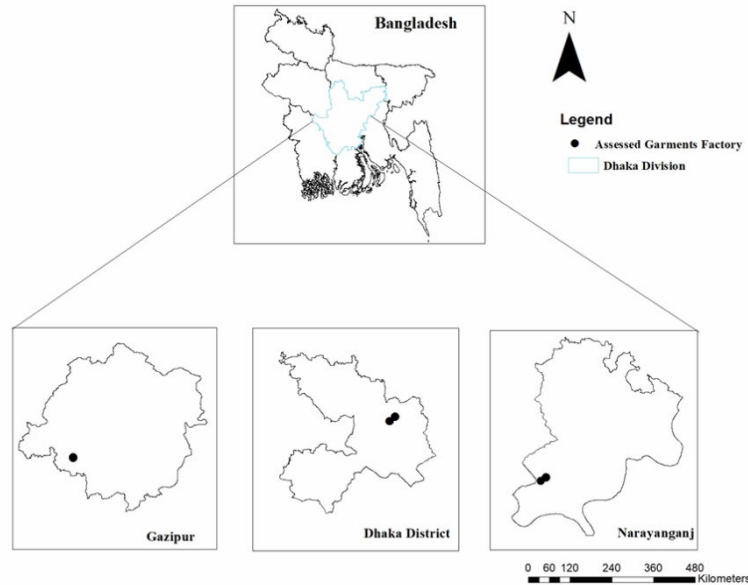 Bangladesh
N
Legend
Assessed Garments Factory
Dhaka Division
Gazipur
Dhaka District
Narayanganj
0 60 120 240 360 480
Kilometers